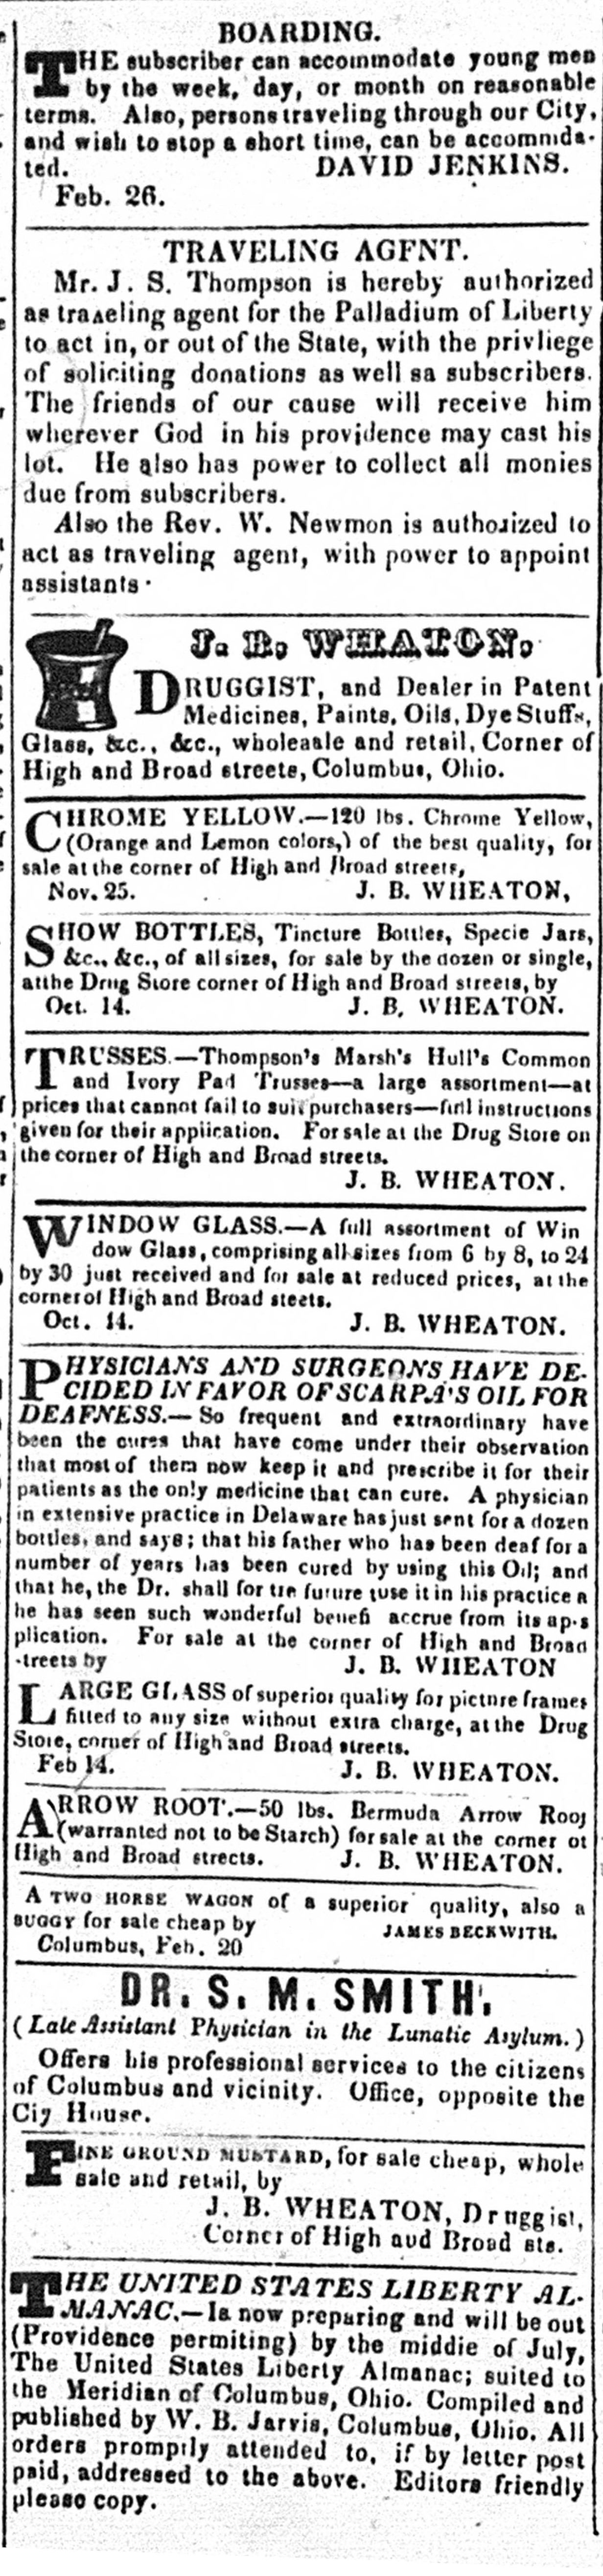 BOARDING.
THE subscriber can accommodate young men
by the week, day, or month on reasonable
terms. Also, persons traveling through our City,
and wish to stop a short time, can be accommda-
ted. DAVID JENKINS.
Feb. 26.
TRAVELING AGENT.
Mr. J. S. Thompson is hereby authorized
as traveling agent for the Palladium of Liberty
to act in, or out of the State, with the privliege
of soliciting donations as well sa subscribers.
The friends of our cause will receive him
wherever God in his providence may cast his
lot. He also has power to collect all monies
due from subscribers.
Also the Rev. W. Newmon is authorized to
act as traveling agent, with power to appoint
assistants·
J. B. WHEATON,
DRUGGIST, and Dealer in Patent
Medicines, Paints, Oils, Dye Stuffs,
Glass, &c., &c., wholeaale and retail, Corner of
High and Broad streets, Columbus, Ohio.
CHROME YELLOW.—120 lbs. Chrome Yellow,
(Orange and Lemon colors,) of the best quality, for
sale at the corner of High and Broad streets,
Nov. 25. J. B. WHEATON,
SHOW BOTTLES, Tincture Bottles, Specie Jars,
&c., &c., of all sizes, for sale by the dozen or single,
atthe Drug Store corner of High and Broad streets, by
Oct. 14. J. B. WHEATON.
TRUSSES.—Thompson's Marsh's Hull's Common
and Ivory Pad Trusses—a large assortment—at
prices that cannot fail to suit purchasers—full instructions
given for their appiication. For sale at the Drug Store on
the corner of High and Broad streets.
J. B. WHEATON.
WINDOW GLASS.—A full assortment of Win
dow Glass, comprising all sizes from 6 by 8, to 24
by 30 just received and for sale at reduced prices, at the
corner of High and Broad steets.
Oct. 14. J. B. WHEATON.
PHYSICIANS AND SURGEONS HAVE DE-
CIDED IN FAVOR OF SCARPA'S OIL FOR
DEAFNESS.—So frequent and extraordinary have
been the cures that have come under their observation
that most of them now keep it and prescribe it for their
patients as the only medicine that can cure. A physician
in extensive practice in Delaware has just sent for a dozen
bottles, and says; that his father who has been deaf for a
number of years has been cured by using this Oil; and
that he, the Dr. shall for the future tuse it in his practice a
he has seen such wonderful benefi accrue from its ap-s
plication. For sale at the corner of High and Broad
-treets by J. B. WHEATON
LARGE GLASS of superior quality for picture frames
fitted to any size without extra charge, at the Drug
Store, corner of High and Broad streets.
Feb 14. J. B. WHEATON.
ARROW ROOT.—50 lbs. Bermuda Arrow Rooj
(warranted not to be Starch) for sale at the corner ot
High and Broad streets. J. B. WHEATON.
A TWO HORSE WAGON of a superior quality, also a
BUGGY for sale cheap by JAMES BECKWITH.
Columbus, Feb. 20
DR. S. M. SMITH,
(Late Assistant Physician in the Lunatic Asylum.)
Offers his professional services to the citizens
of Columbus and vicinity. Office, opposite the
Ciy House.
FINE GROUND MUSTARD, for sale cheap, whole
sale and retail, by
J. B. WHEATON, Druggist,
Corner of High aud Broad sts.
THE UNITED STATES LIBERTY AL-
MANAC.—Is now preparing and will be out
(Providence permiting) by the middie of July,
The United States Liberty Almanac; suited to
the Meridian of Columbus, Ohio. Compiled and
published by W. B. Jarvis, Columbus, Ohio. All
orders promptly attended to, if by letter post
paid, addressed to the above. Editors friendly
please copy.